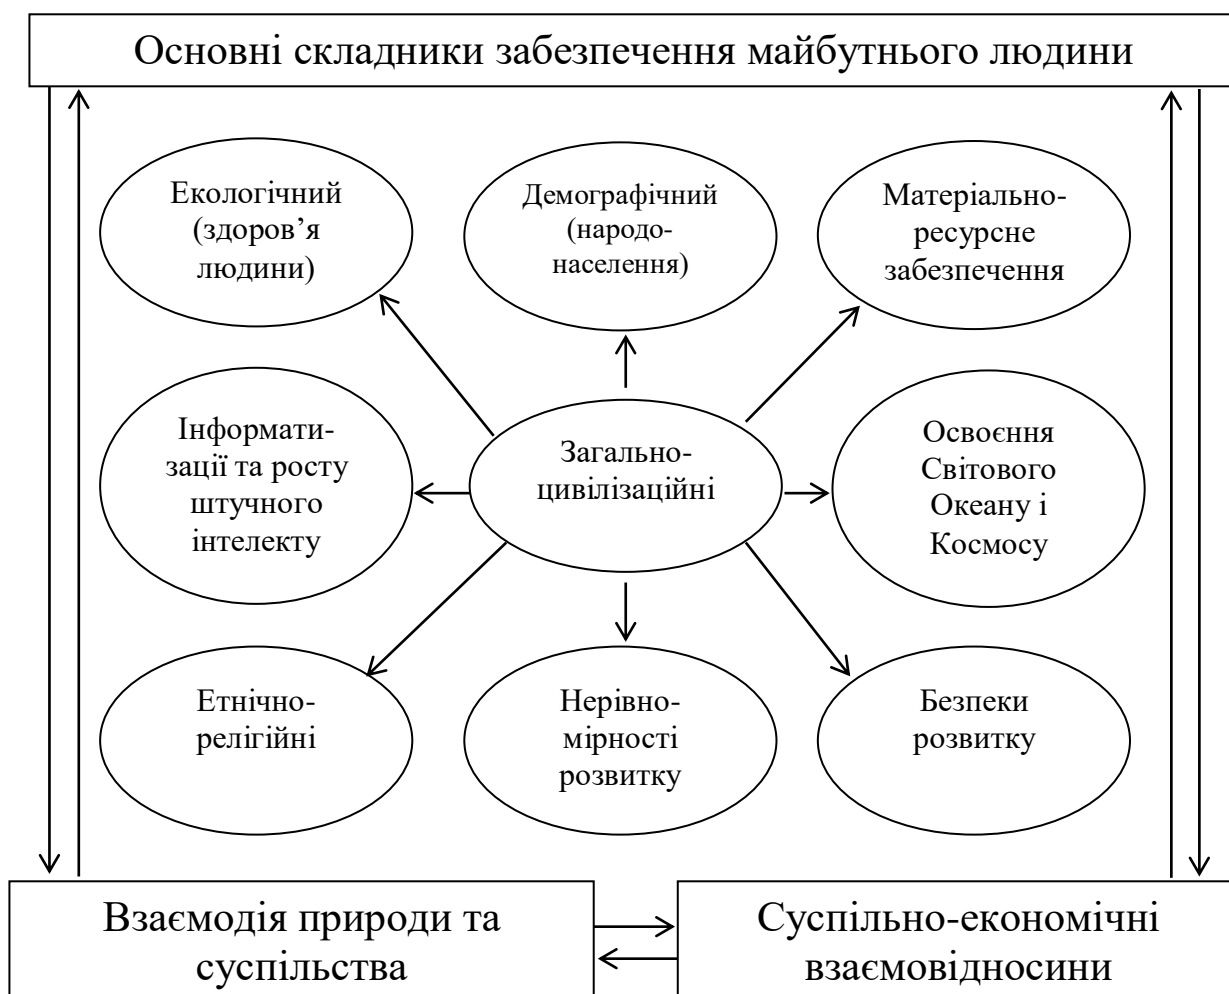 Основні складники забезпечення майбутнього людини
Екологічний
(здоров’я
людини)
Демографічний
(народо-
населення)
Матеріально-
ресурсне
забезпечення
Інформати-
зації та росту
штучного
інтелекту
Загально-
цивілізаційні
Освоєння
Світового
Океану і
Космосу
Етнічно-
релігійні
Нерівно-
мірності
розвитку
Безпеки
розвитку
Взаємодія природи та
суспільства
Суспільно-економічні
взаємовідносини